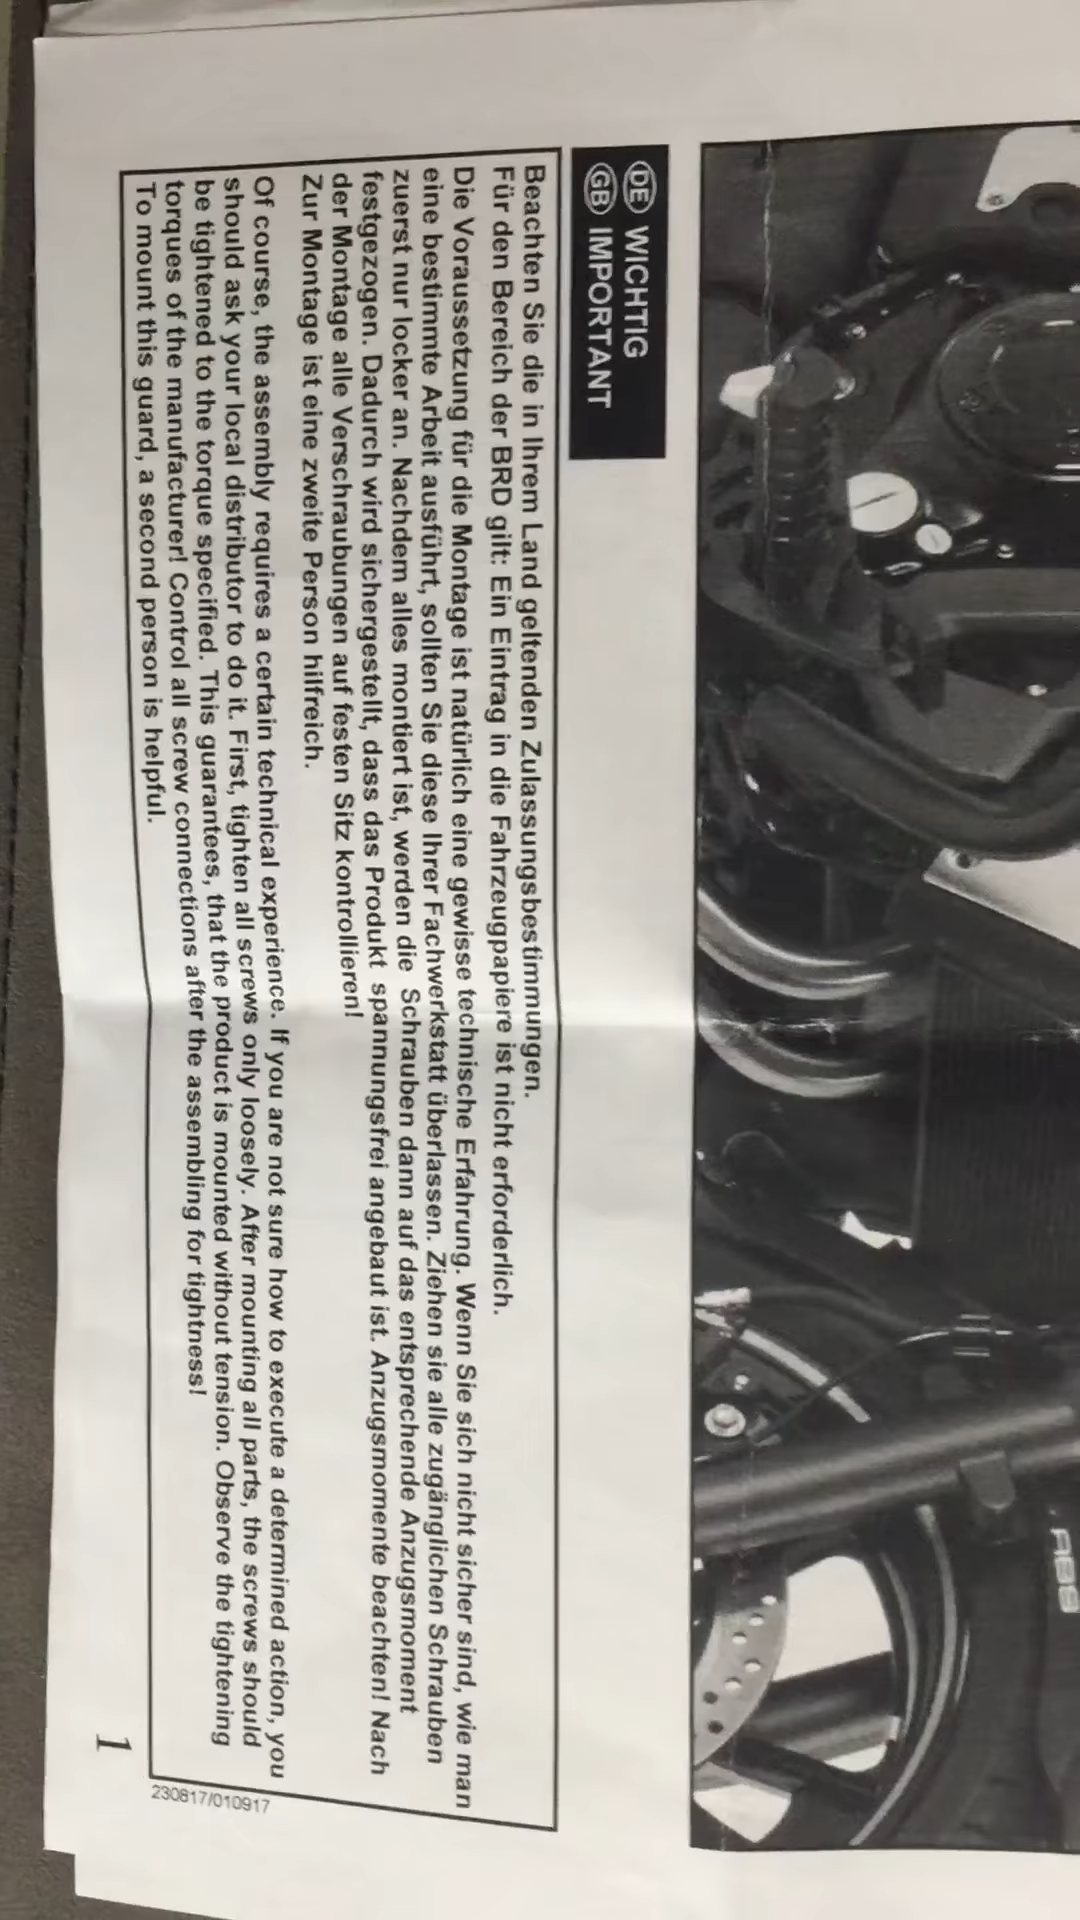 ABS
DE WICHTIG
GB IMPORTANT
Beachten Sie die in Ihrem Land geltenden Zulassungsbestimmungen.
Für den Bereich der BRD gilt: Ein Eintrag in die Fahrzeugpapiere ist nicht erforderlich.
Die Voraussetzung für die Montage ist natürlich eine gewisse technische Erfahrung. Wenn Sie sich nicht sicher sind, wie man
eine bestimmte Arbeit ausführt, sollten Sie diese Ihrer Fachwerkstatt überlassen. Ziehen sie alle zugänglichen Schrauben
zuerst nur locker an. Nachdem alles montiert ist, werden die Schrauben dann auf das entsprechende Anzugsmoment
festgezogen. Dadurch wird sichergestellt, dass das Produkt spannungsfrei angebaut ist. Anzugsmomente beachten! Nach
der Montage alle Verschraubungen auf festen Sitz kontrollieren!
Zur Montage ist eine zweite Person hilfreich.
Of course, the assembly requires a certain technical experience. If you are not sure how to execute a determined action, you
should ask your local distributor to do it. First, tighten all screws only loosely. After mounting all parts, the screws should
be tightened to the torque specified. This guarantees, that the product is mounted without tension. Observe the tightening
torques of the manufacturer! Control all screw connections after the assembling for tightness!
To mount this guard, a second person is helpful.
230817/010917
1